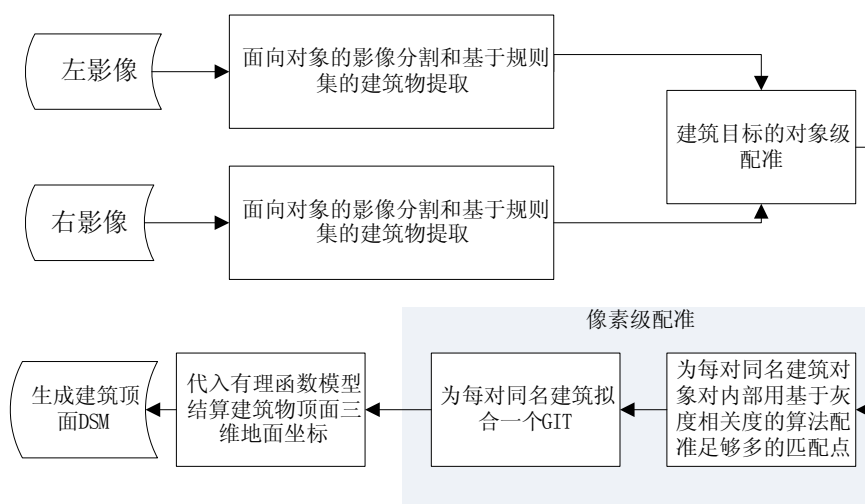 左影像
面向对象的影像分割和基于规则
集的建筑物提取
建筑目标的对象级
配准
右影像
面向对象的影像分割和基于规则
集的建筑物提取
像素级配准
为每对同名建筑对
象对内部用基于灰
度相关度的算法配
准足够多的匹配点
为每对同名建筑拟
合一个GIT
代入有理函数模型
结算建筑物顶面三
维地面坐标
生成建筑顶
面DSM